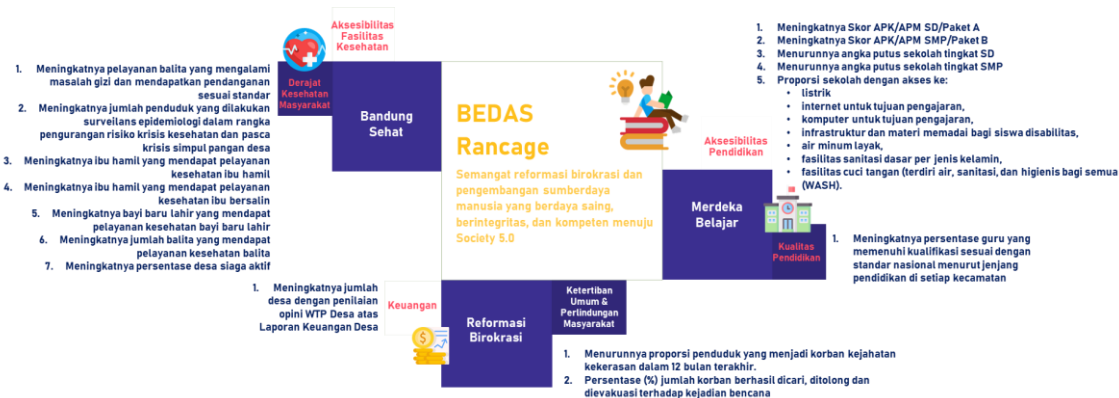 Aksesibilitas
Fasilitas
Kesehatan
1. Meningkatnya pelayanan balita yang mengalami
masalah gizi dan mendapatkan pendanganan
sesuai standar
2. Meningkatnya jumlah penduduk yang dilakukan
surveilans epidemiologi dalam rangka
pengurangan risiko krisis kesehatan dan pasca
krisis simpul pangan desa
3. Meningkatnya ibu hamil yang mendapat pelayanan
kesehatan ibu hamil
4. Meningkatnya ibu hamil yang mendapat pelayanan
kesehatan ibu bersalin
5. Meningkatnya bayi baru lahir yang mendapat
pelayanan kesehatan bayi baru lahir
6. Meningkatnya jumlah balita yang mendapat
pelayanan kesehatan balita
7. Meningkatnya persentase desa siaga aktif
Derajat
Kesehatan
Masyarakat
Bandung
Sehat
BEDAS
Rancage
Semangat reformasi birokrasi dan
pengembangan sumberdaya
manusia yang berdaya saing,
berintegritas, dan kompeten menuju
Society 5.0
1. Meningkatnya Skor APK/APM SD/Paket A
2. Meningkatnya Skor APK/APM SMP/Paket B
3. Menurunnya angka putus sekolah tingkat SD
4. Menurunnya angka putus sekolah tingkat SMP
5. Proporsi sekolah dengan akses ke:
• listrik
• internet untuk tujuan pengajaran,
• komputer untuk tujuan pengajaran,
• infrastruktur dan materi memadai bagi siswa disabilitas,
• air minum layak,
• fasilitas sanitasi dasar per jenis kelamin,
• fasilitas cuci tangan (terdiri air, sanitasi, dan higienis bagi semua
(WASH).
Aksesibilitas
Pendidikan
Merdeka
Belajar
Kualitas
Pendidikan
1. Meningkatnya persentase guru yang
memenuhi kualifikasi sesuai dengan
standar nasional menurut jenjang
pendidikan di setiap kecamatan
1. Meningkatnya jumlah
desa dengan penilaian
opini WTP Desa atas
Laporan Keuangan Desa
Keuangan
Reformasi
Birokrasi
Ketertiban
Umum &
Perlindungan
Masyarakat
1. Menurunnya proporsi penduduk yang menjadi korban kejahatan
kekerasan dalam 12 bulan terakhir.
2. Persentase (%) jumlah korban berhasil dicari, ditolong dan
dievakuasi terhadap kejadian bencana